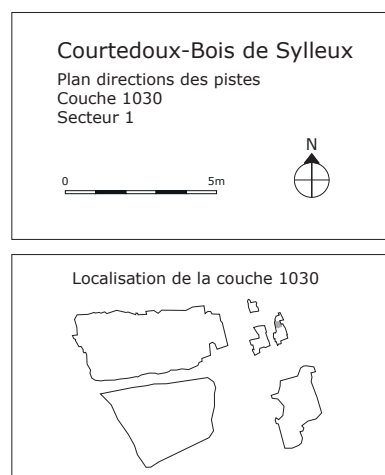 Courtedoux-Bois de Sylleux
Plan directions des pistes
Couche 1030
Secteur 1
N
0 5m
Localisation de la couche 1030